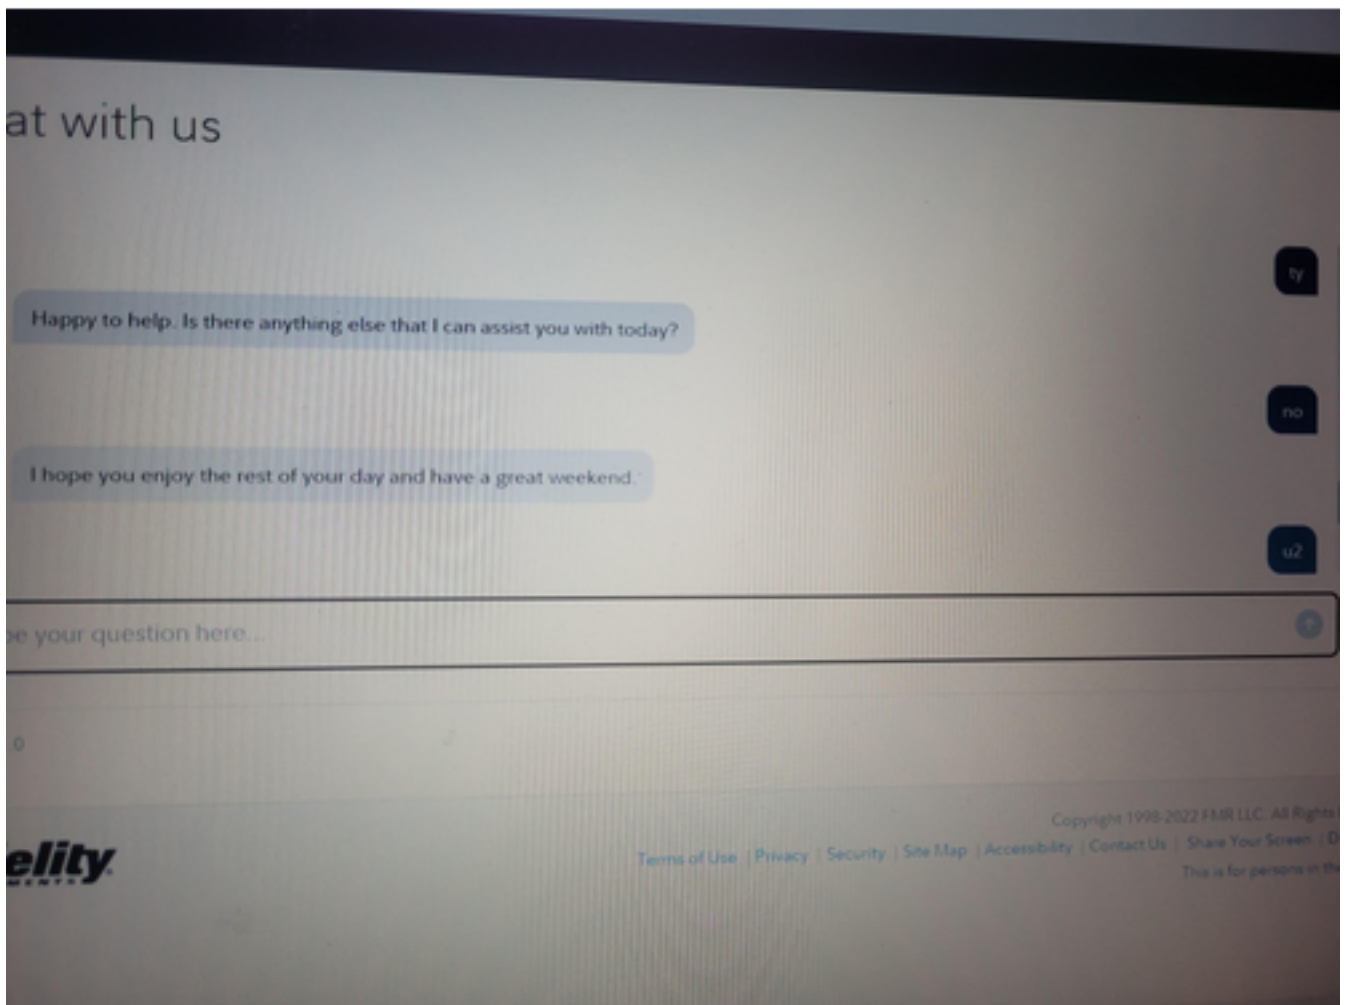 at with us
ty
Happy to help. Is there anything else that I can assist you with today?
no
I hope you enjoy the rest of your day and have a great weekend.
u2
pe your question here...
0
Copyright 1998-2022 FMR LLC. All Rights
Terms of Use | Privacy | Security | Site Map | Accessibility | Contact Us | Share Your Screen | D
This is for persons in the
elity
MENTS